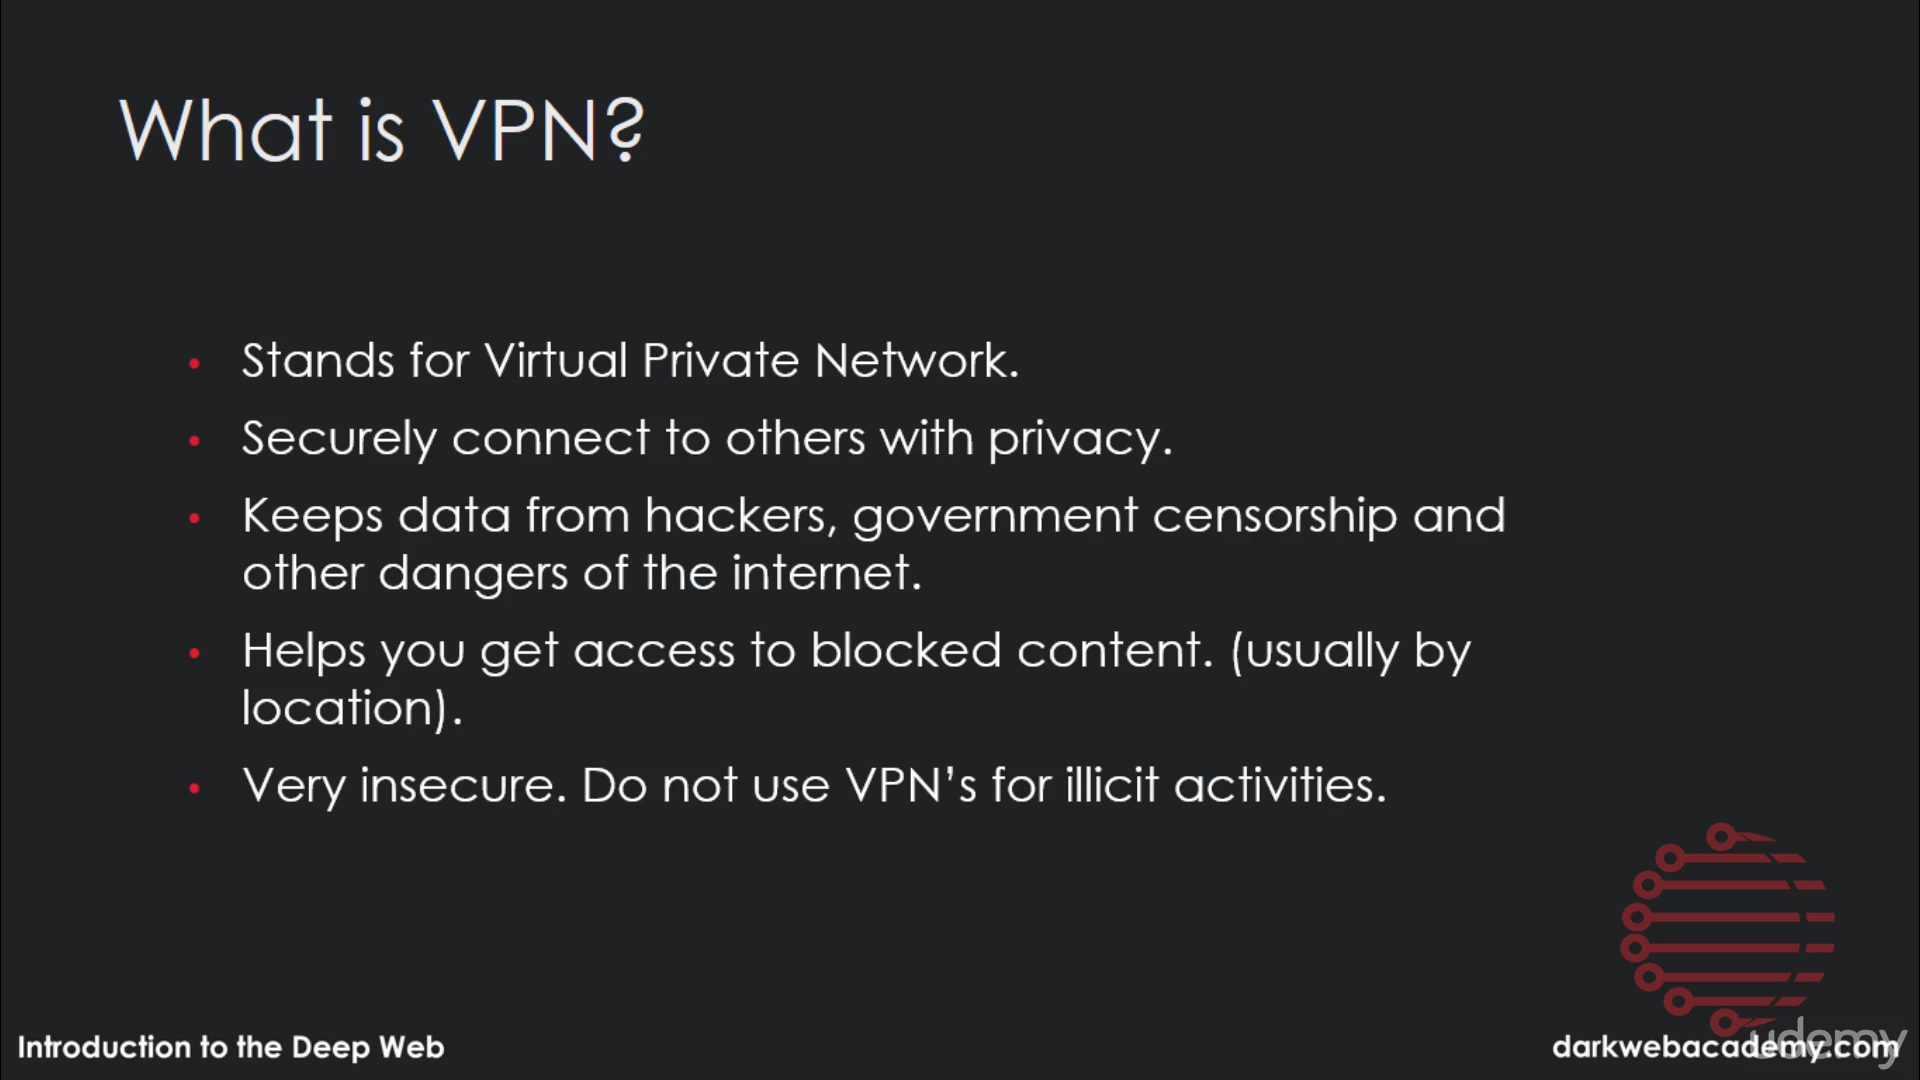 What is VPN?
• Stands for Virtual Private Network.
• Securely connect to others with privacy.
• Keeps data from hackers, government censorship and
other dangers of the internet.
• Helps you get access to blocked content. (usually by
location).
• Very insecure. Do not use VPN’s for illicit activities.
Introduction to the Deep Web
darkwebacademy.com
udemy